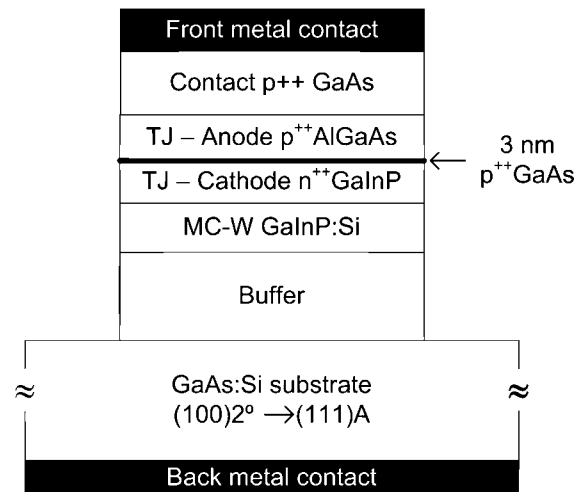 Front metal contact
Contact p++ GaAs
TJ – Anode p++AlGaAs
3 nm
p++GaAs
TJ – Cathode n++GaInP
MC-W GaInP:Si
Buffer
≈ ≈
GaAs:Si substrate
(100)2º →(111)A
Back metal contact